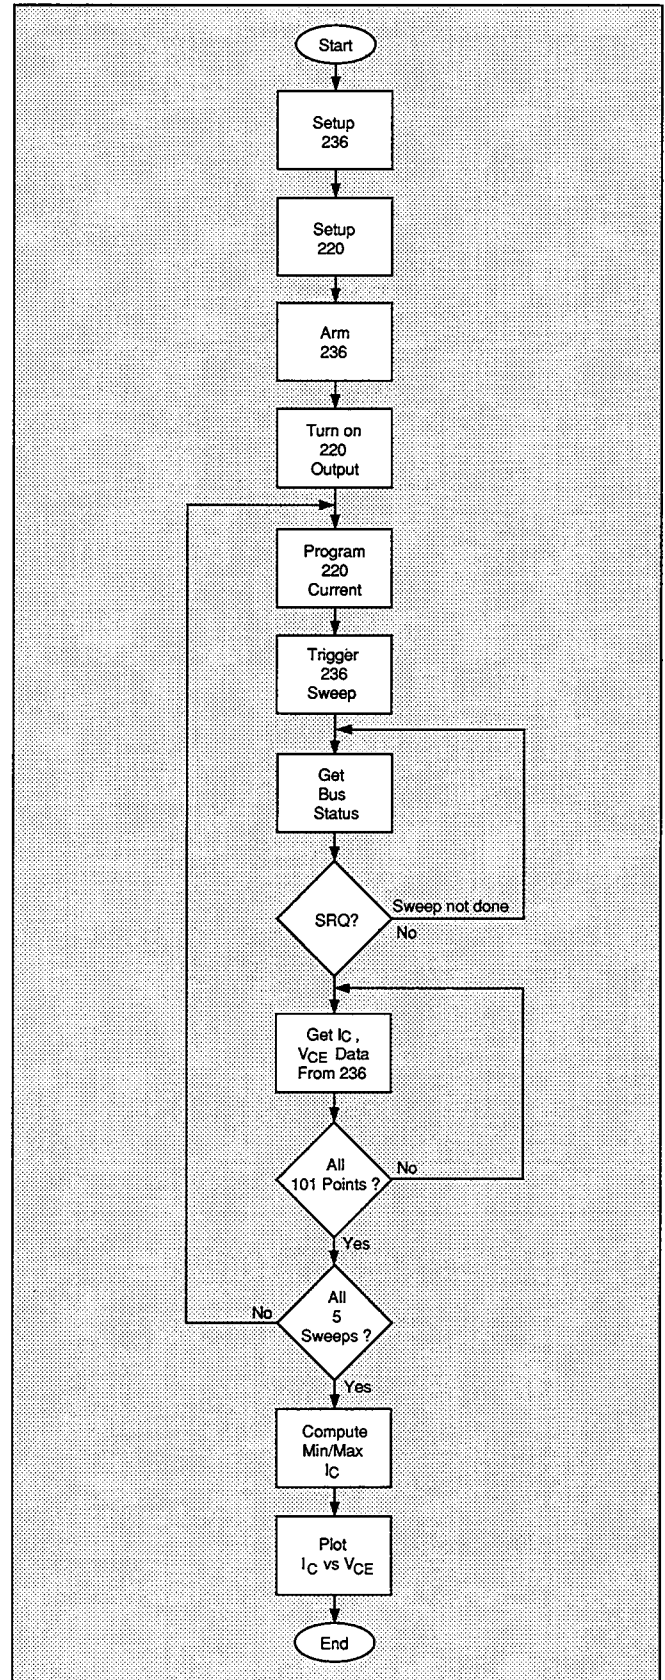 Start
Setup
236
Setup
220
Arm
236
Turn on
220
Output
Program
220
Current
Trigger
236
Sweep
Get
Bus
Status
SRQ?
Sweep not done
No
Get IC ,
VCE Data
From 236
All
101 Points ?
No
Yes
All
5
Sweeps ?
No
Yes
Compute
Min/Max
IC
Plot
IC vs VCE
End